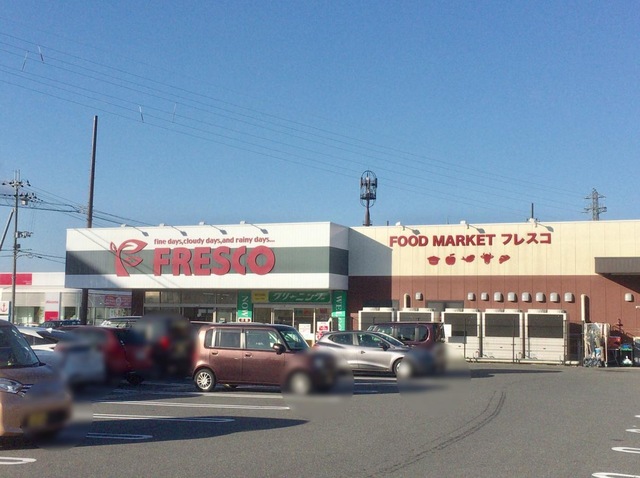 fine days,cloudy days,and rainy days...
FRESCO
FOOD MARKET フレスコ
クリーニング